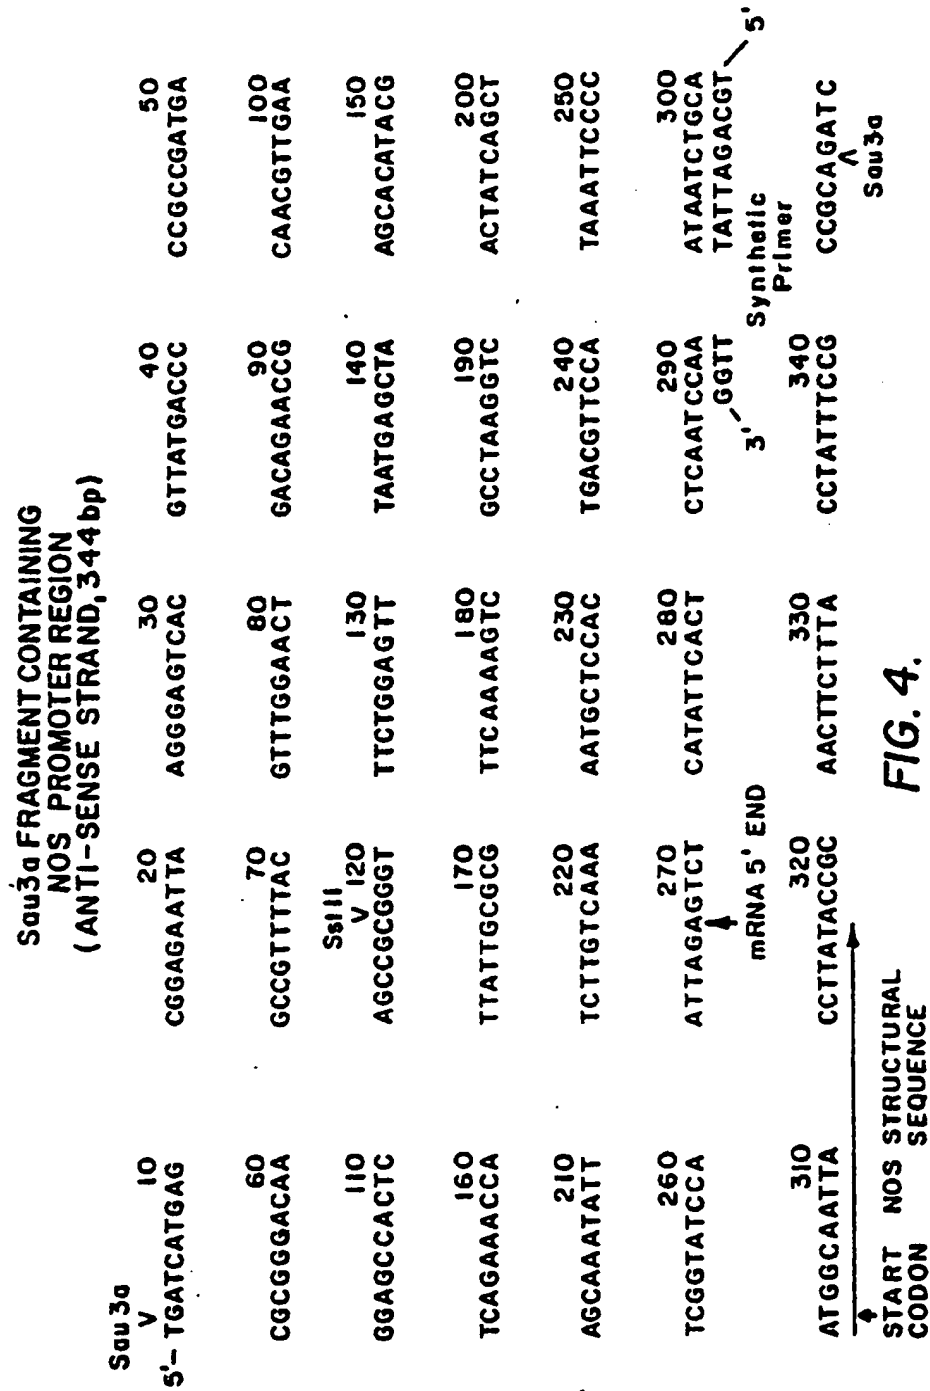 Sau3a FRAGMENT CONTAINING
NOS PROMOTER REGION
(ANTI-SENSE STRAND, 344bp)
Sau3a
V
10 20 30 40 50
5'-TGATCATGAG CGGAGAATTA AGGGAGTCAC GTTATGACCC CCGCCGATGA
60 70 80 90 100
CGCGGGACAA GCCGTTTTAC GTTTGGAACT GACAGAACCG CAACGTTGAA
SstII
V
110 120 130 140 150
GGAGCCACTC AGCCGCGGGT TTCTGGAGTT TAATGAGCTA AGCACATACG
160 170 180 190 200
TCAGAAACCA TTATTGCGCG TTCAAAAGTC GCCTAAGGTC ACTATCAGCT
210 220 230 240 250
AGCAAATATT TCTTGTCAAA AATGCTCCAC TGACGTTCCA TAAATTCCCC
260 270 280 290 300
TCGGTATCCA ATTAGAGTCT CATATTCACT CTCAATCCAA ATAATCTGCA
3' GGTT TATTAGACGT 5'
mRNA 5' END
Synthetic
Primer
310 320 330 340
ATGGCAATTA CCTTATACCGC AACTTCTTTA CCTATTTCCG CCGCAGATC
START NOS STRUCTURAL
CODON SEQUENCE
Λ
Sau3a
FIG. 4.